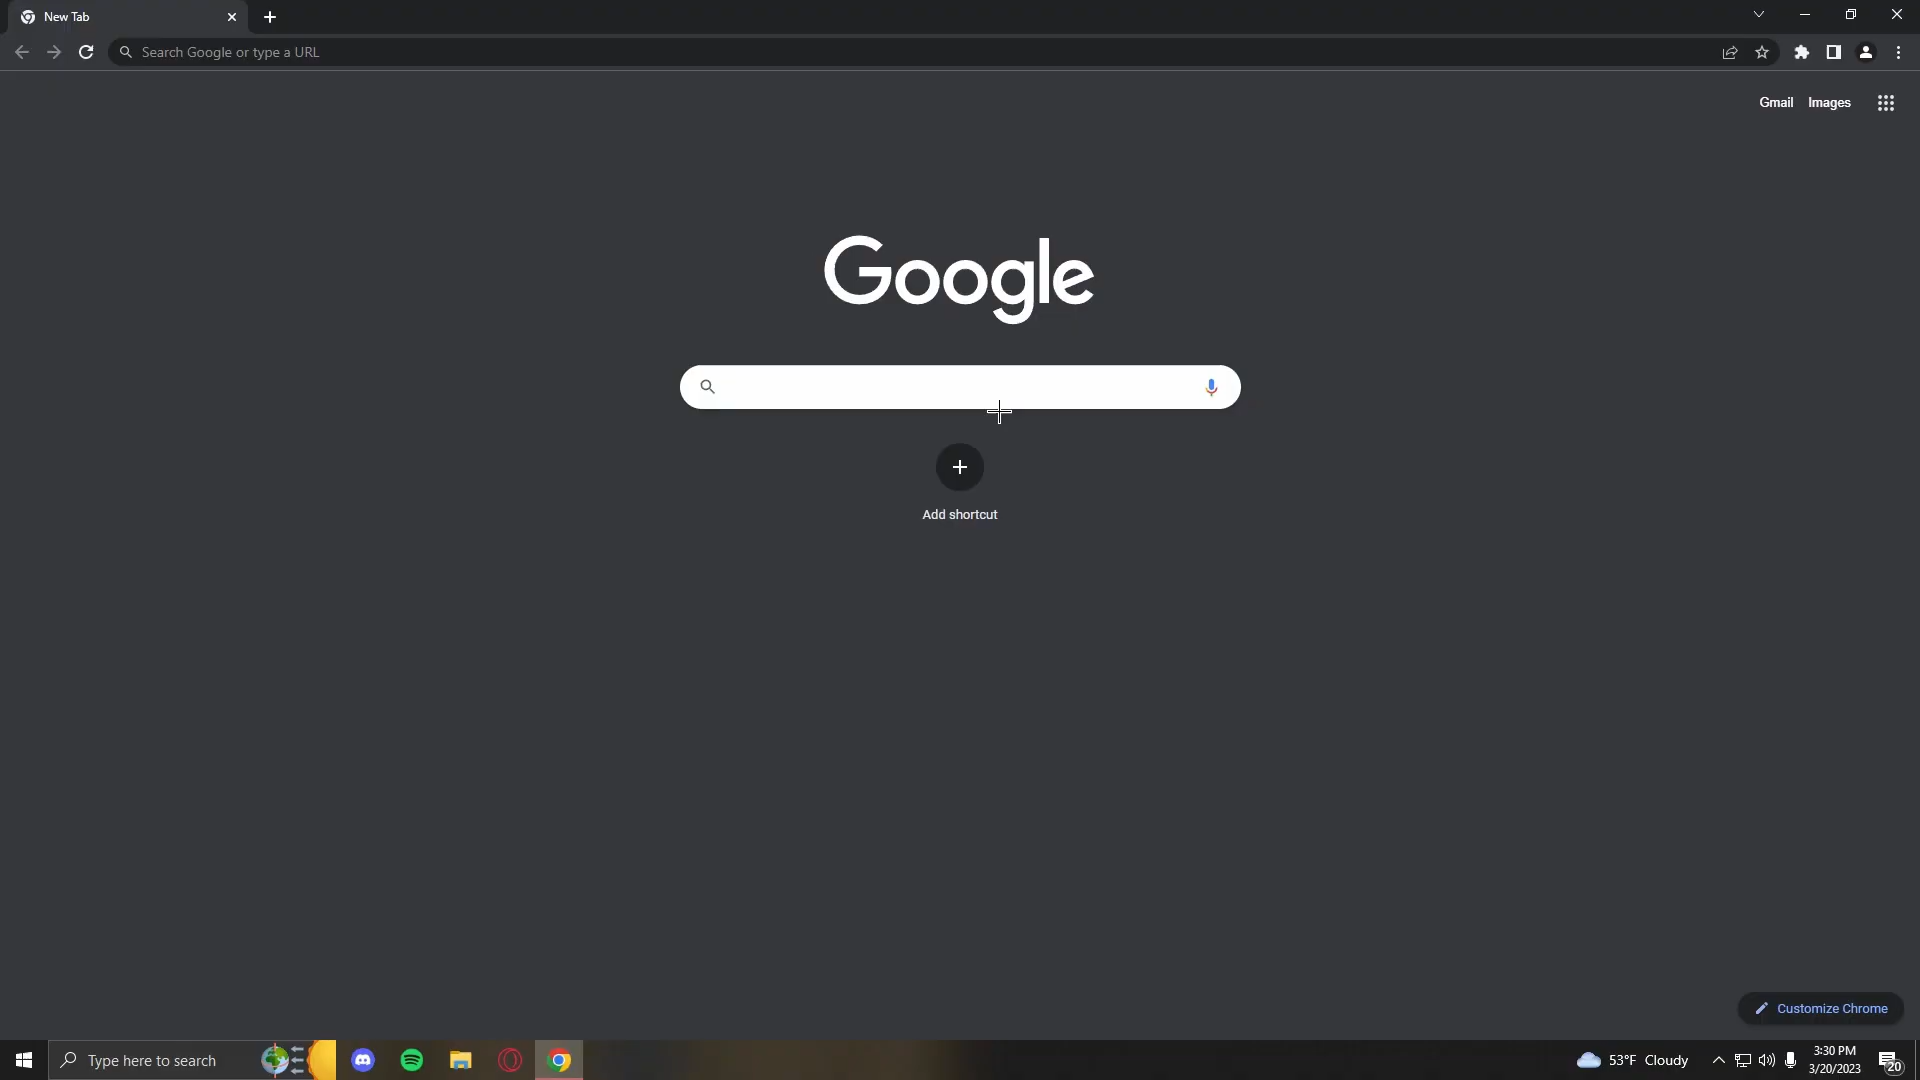 New Tab
Search Google or type a URL
Gmail Images
Google
Add shortcut
Customize Chrome
Type here to search
53°F Cloudy
3:30 PM
3/20/2023
20